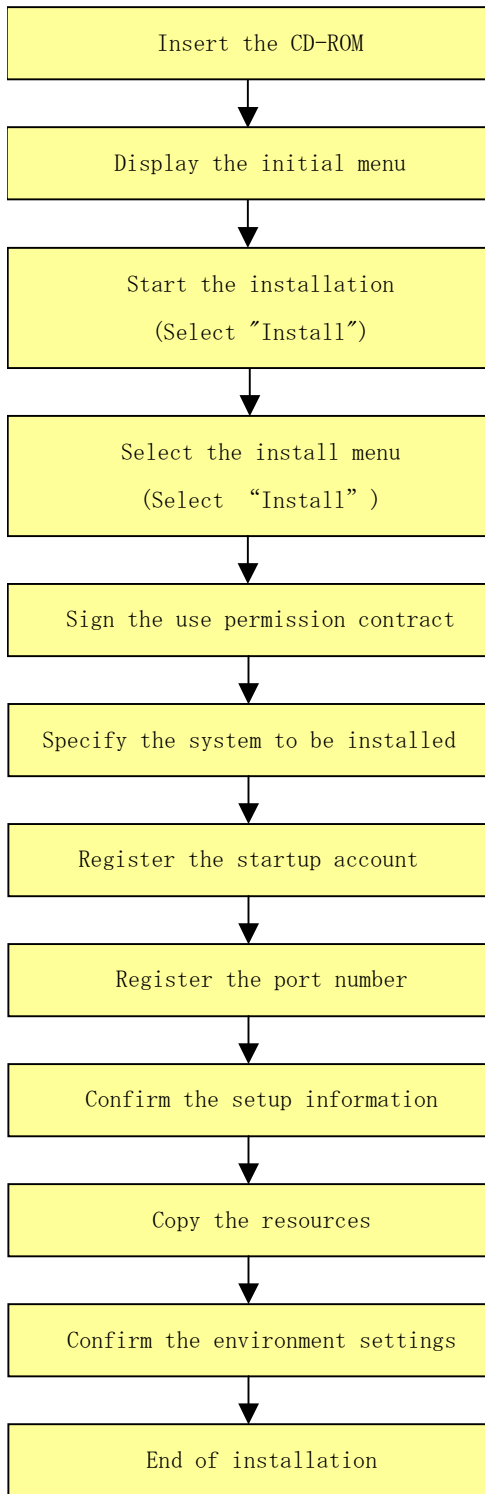 Insert the CD-ROM
Display the initial menu
Start the installation
(Select "Install")
Select the install menu
(Select “Install”)
Sign the use permission contract
Specify the system to be installed
Register the startup account
Register the port number
Confirm the setup information
Copy the resources
Confirm the environment settings
End of installation